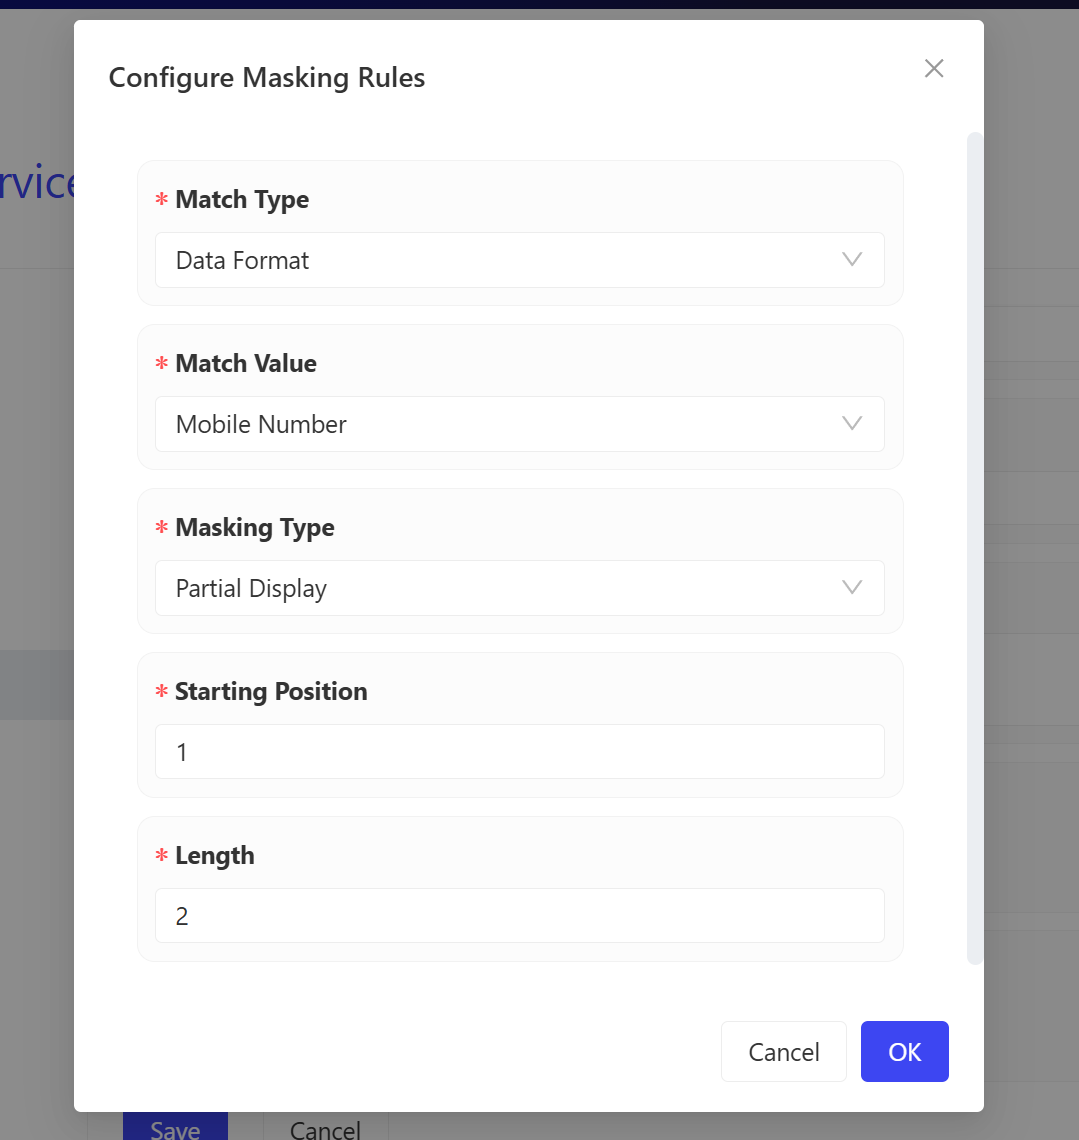 Configure Masking Rules
rvice
* Match Type
Data Format
* Match Value
Mobile Number
* Masking Type
Partial Display
* Starting Position
1
* Length
2
Cancel
OK
Save
Cancel